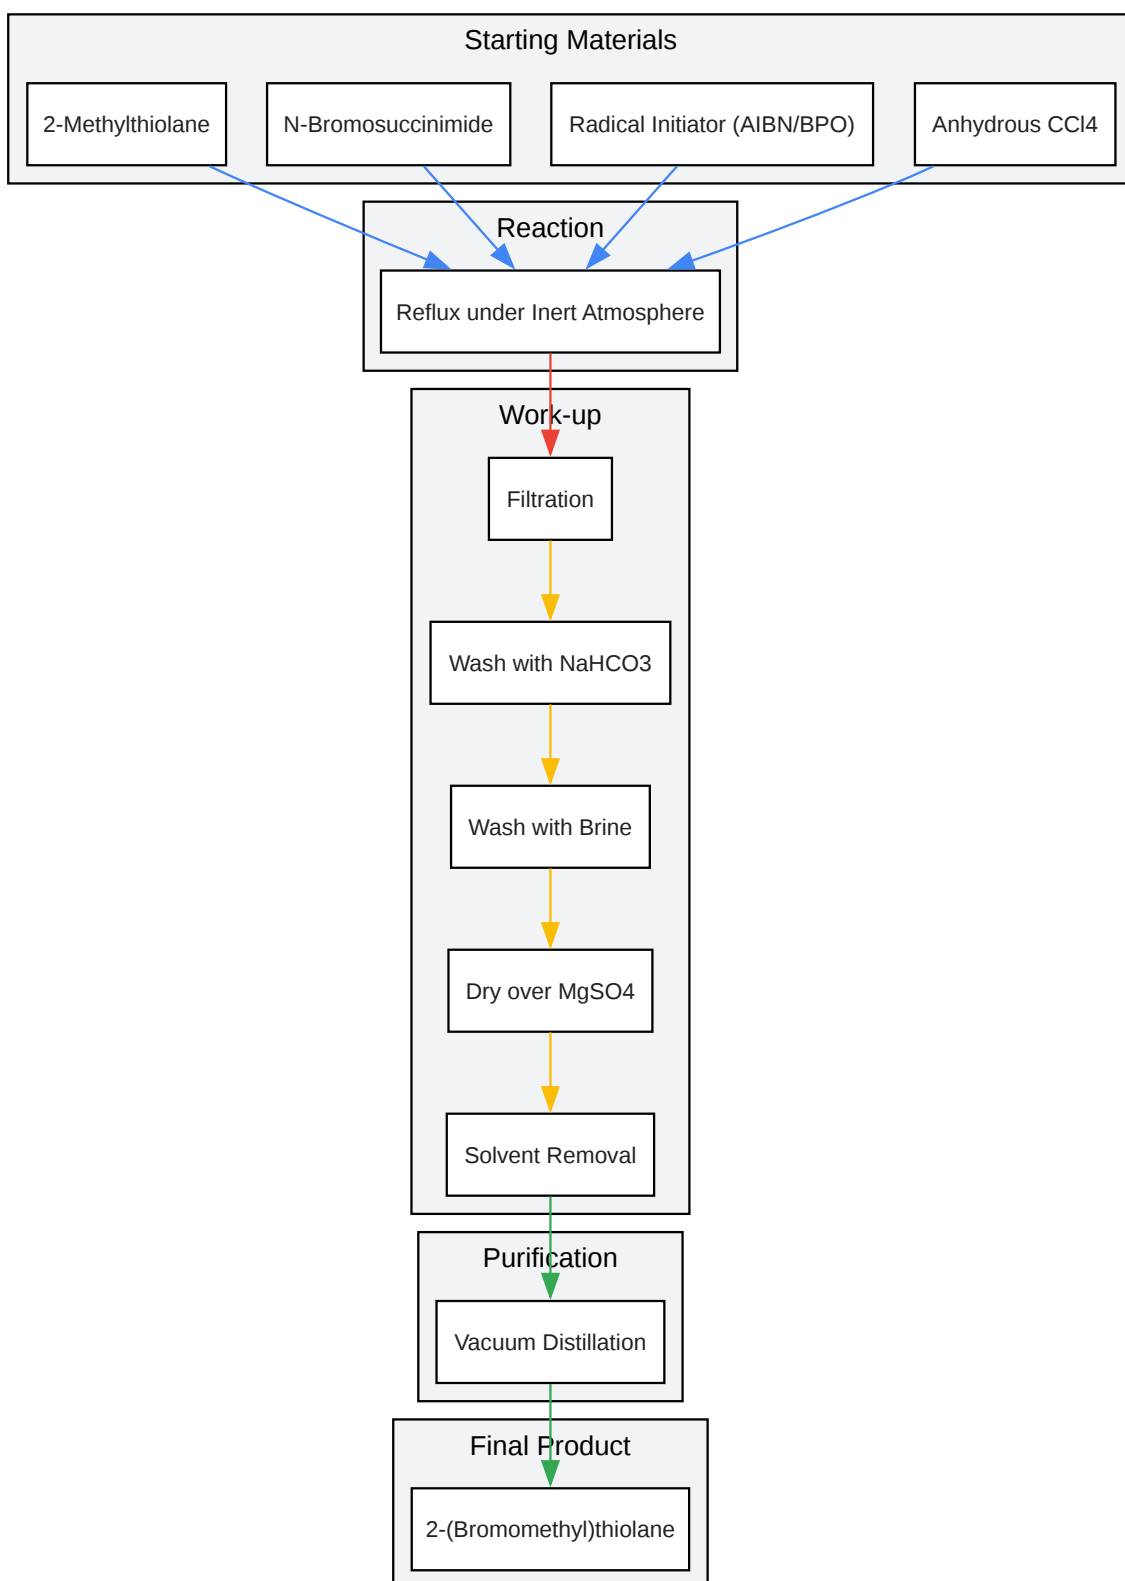 Starting Materials
2-Methylthiolane
N-Bromosuccinimide
Radical Initiator (AIBN/BPO)
Anhydrous CCl4
Reaction
Reflux under Inert Atmosphere
Work-up
Filtration
Wash with NaHCO3
Wash with Brine
Dry over MgSO4
Solvent Removal
Purification
Vacuum Distillation
Final Product
2-(Bromomethyl)thiolane